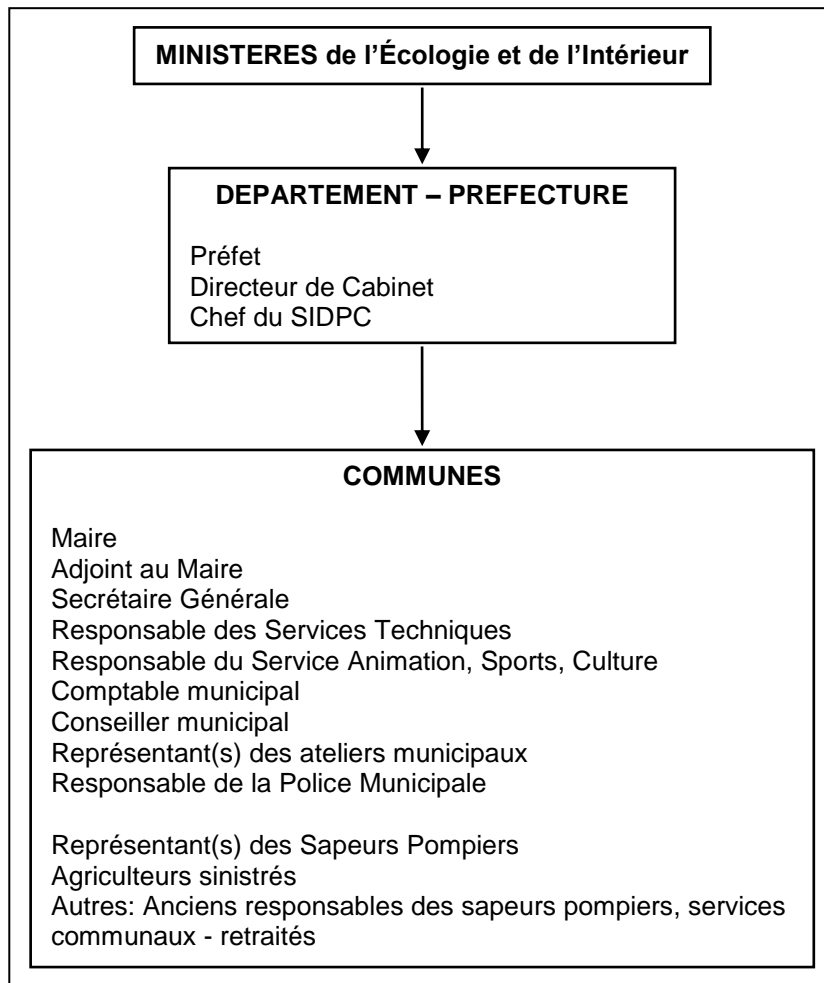 MINISTERES de l’Écologie et de l’Intérieur
DEPARTEMENT – PREFECTURE
Préfet
Directeur de Cabinet
Chef du SIDPC
COMMUNES
Maire
Adjoint au Maire
Secrétaire Générale
Responsable des Services Techniques
Responsable du Service Animation, Sports, Culture
Comptable municipal
Conseiller municipal
Représentant(s) des ateliers municipaux
Responsable de la Police Municipale
Représentant(s) des Sapeurs Pompiers
Agriculteurs sinistrés
Autres: Anciens responsables des sapeurs pompiers, services
communaux - retraités